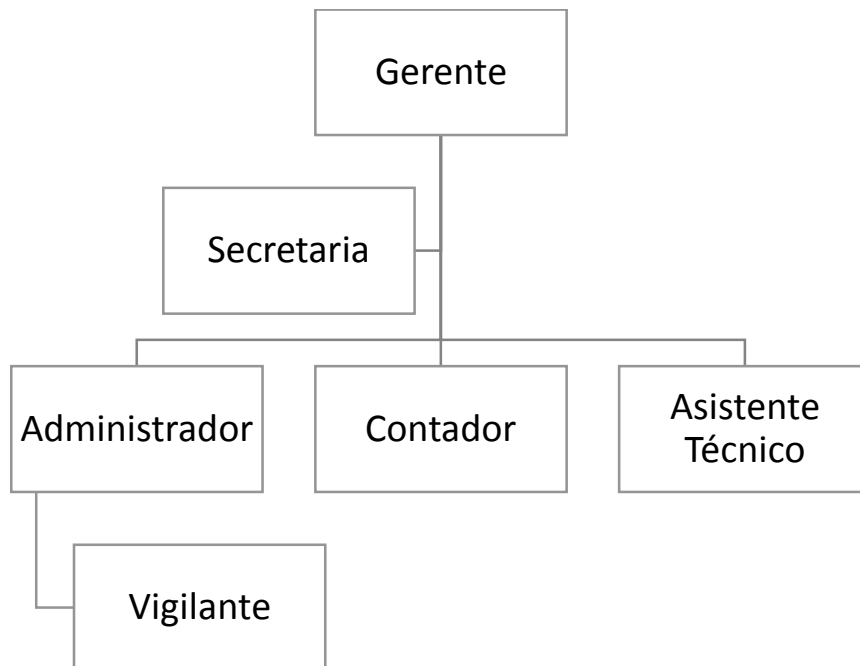 Gerente
Secretaria
Administrador
Contador
Asistente
Técnico
Vigilante